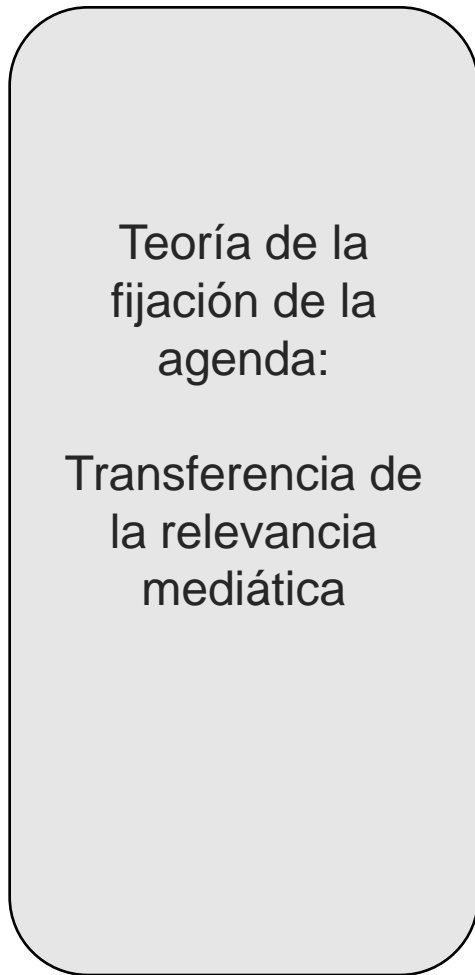 Teoría de la
fijación de la
agenda:
Transferencia de
la relevancia
mediática